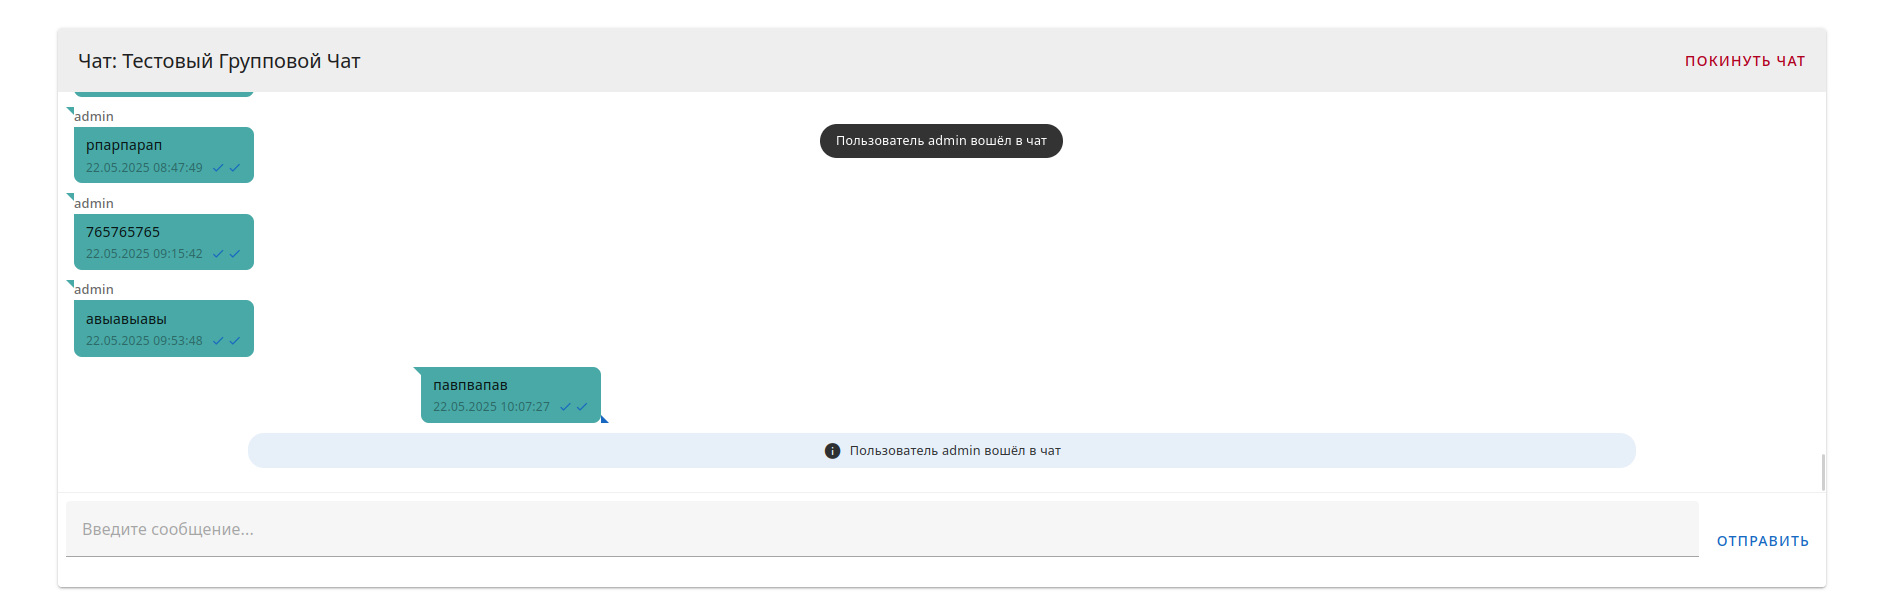 Чат: Тестовый Групповой Чат
ПОКИНУТЬ ЧАТ
admin
рпарпарап
22.05.2025 08:47:49
Пользователь admin вошёл в чат
admin
765765765
22.05.2025 09:15:42
admin
авыавыавы
22.05.2025 09:53:48
павпвапав
22.05.2025 10:07:27
Пользователь admin вошёл в чат
Введите сообщение...
ОТПРАВИТЬ